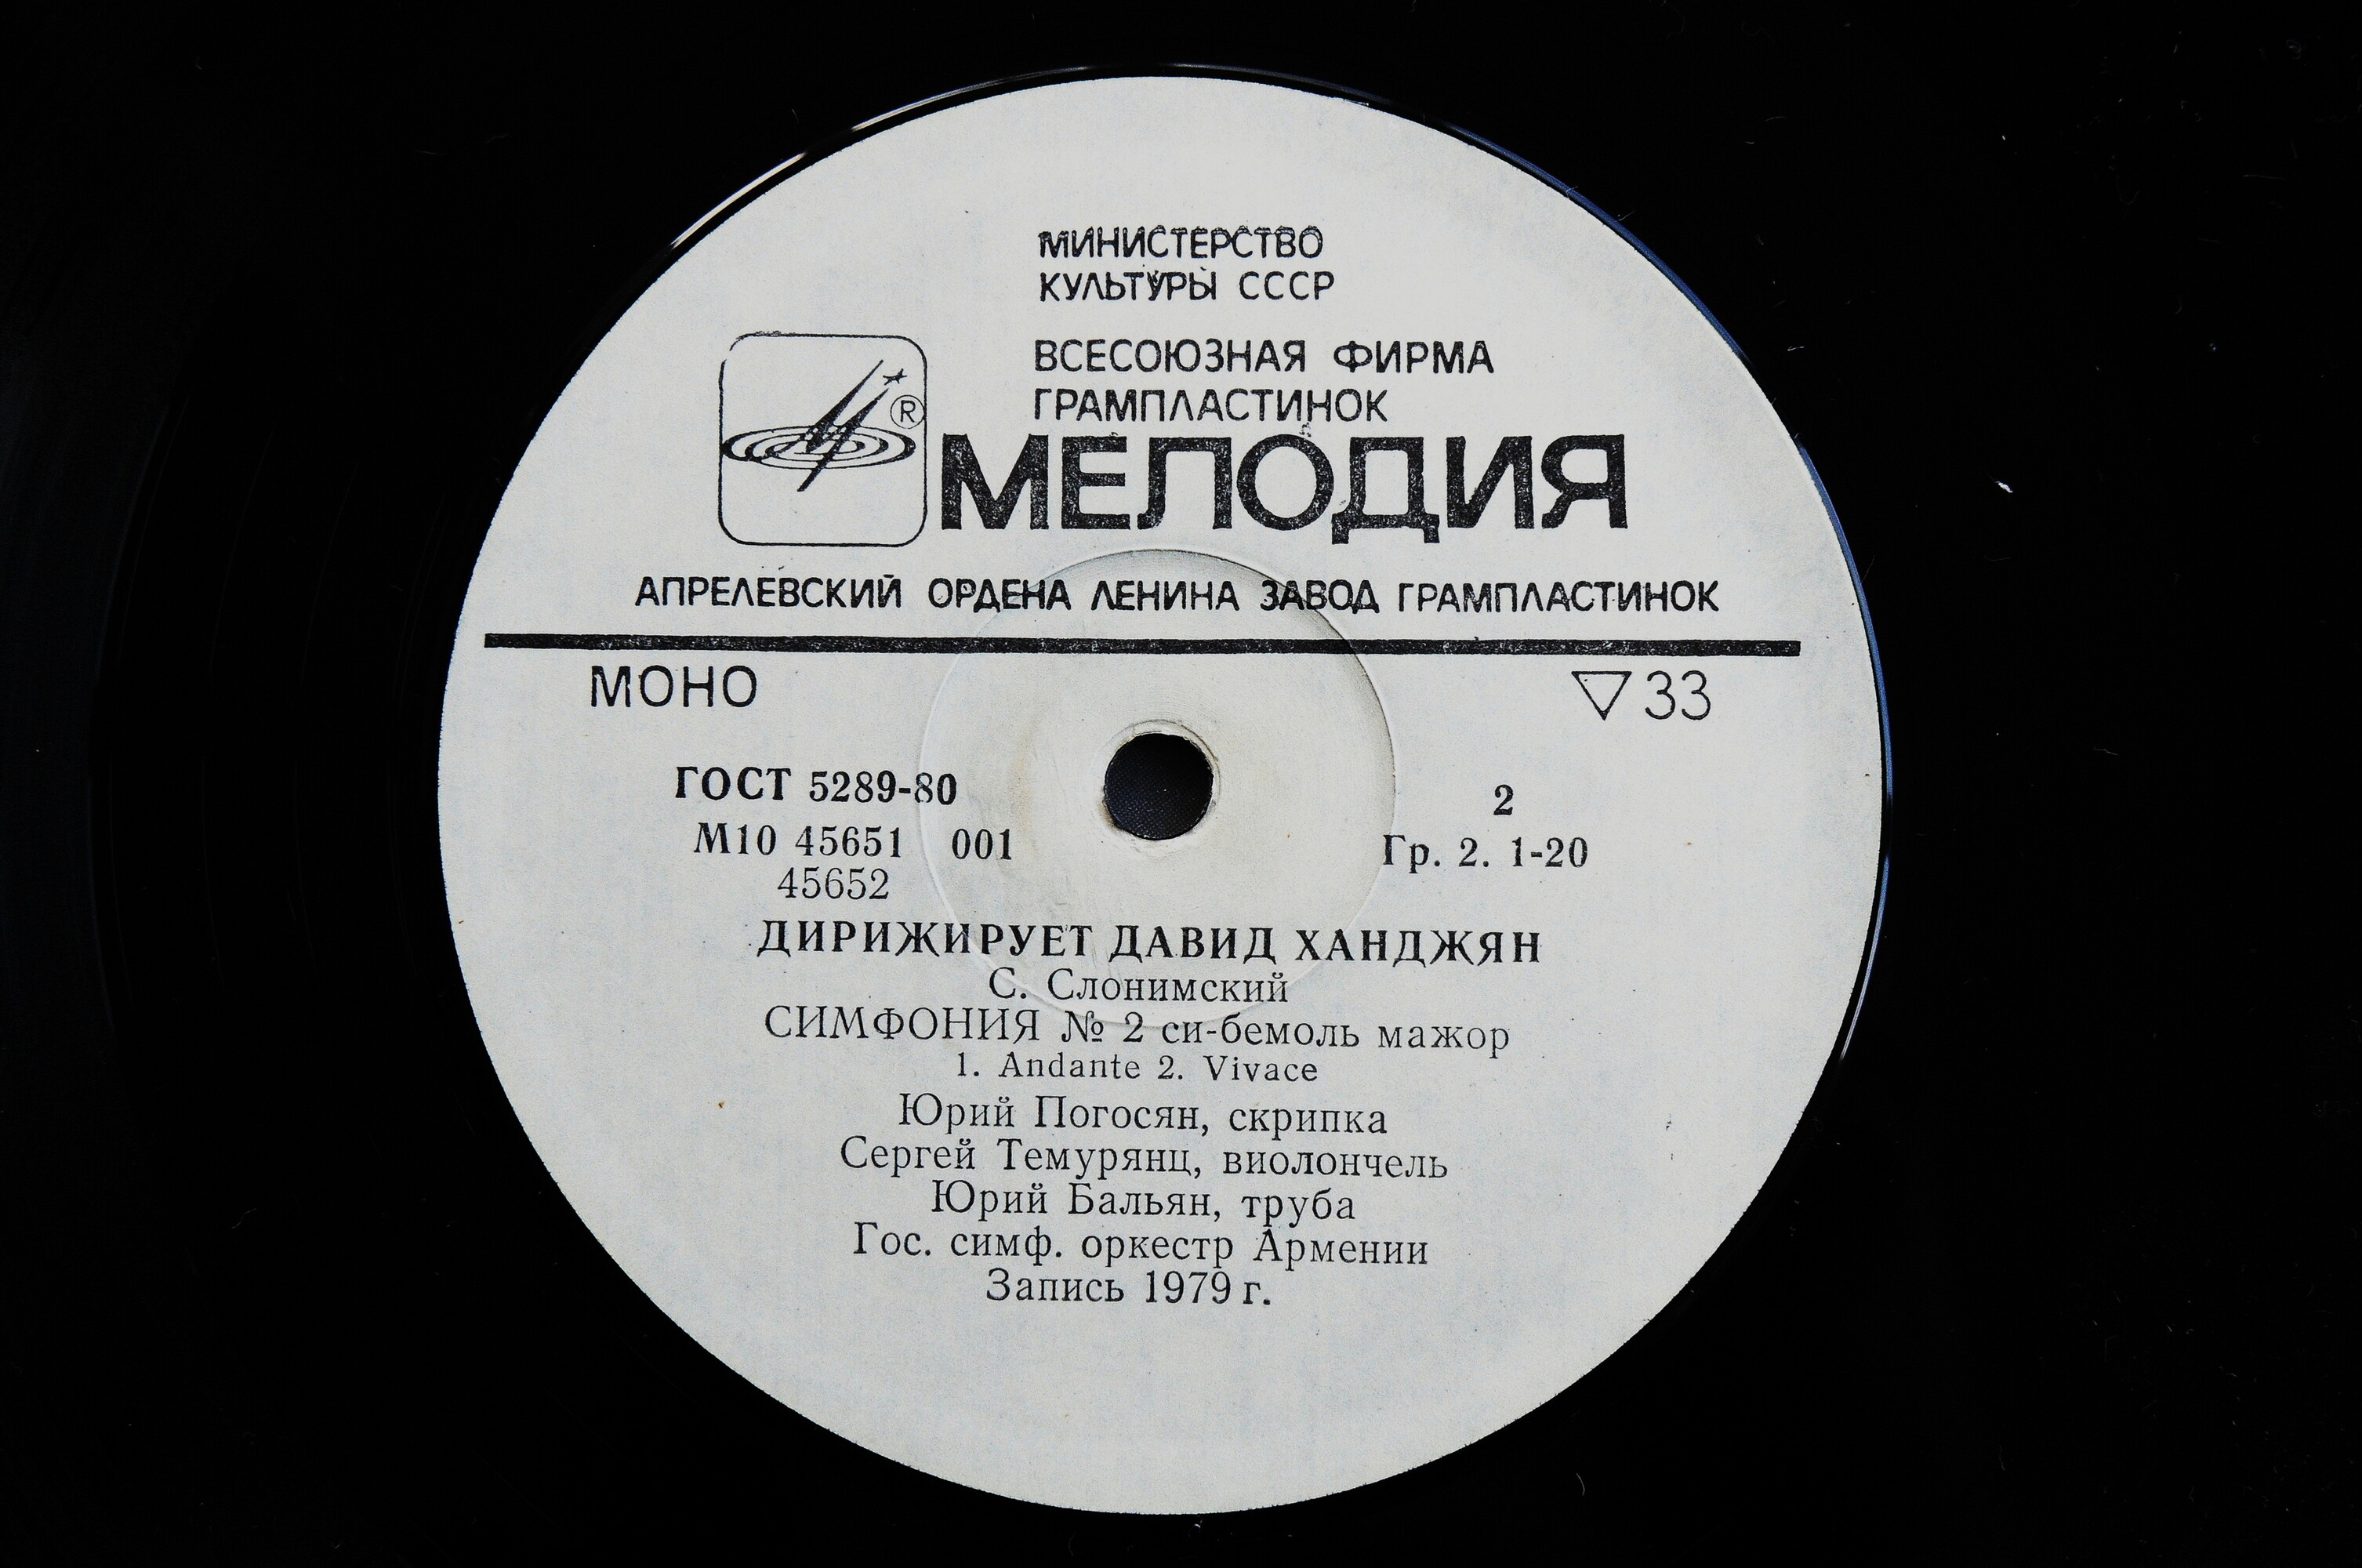 МИНИСТЕРСТВО
КУЛЬТУРЫ СССР
ВСЕСОЮЗНАЯ ФИРМА
ГРАМПЛАСТИНОК
®
МЕЛОДИЯ
АПРЕЛЕВСКИЙ ОРДЕНА ЛЕНИНА ЗАВОД ГРАМПЛАСТИНОК
МОНО ▽33
ГОСТ 5289-80 2
М10 45651 001 Гр. 2. 1-20
45652
ДИРИЖИРУЕТ ДАВИД ХАНДЖЯН
С. Слонимский
СИМФОНИЯ № 2 си-бемоль мажор
1. Andante 2. Vivace
Юрий Погосян, скрипка
Сергей Темурянц, виолончель
Юрий Бальян, труба
Гос. симф. оркестр Армении
Запись 1979 г.